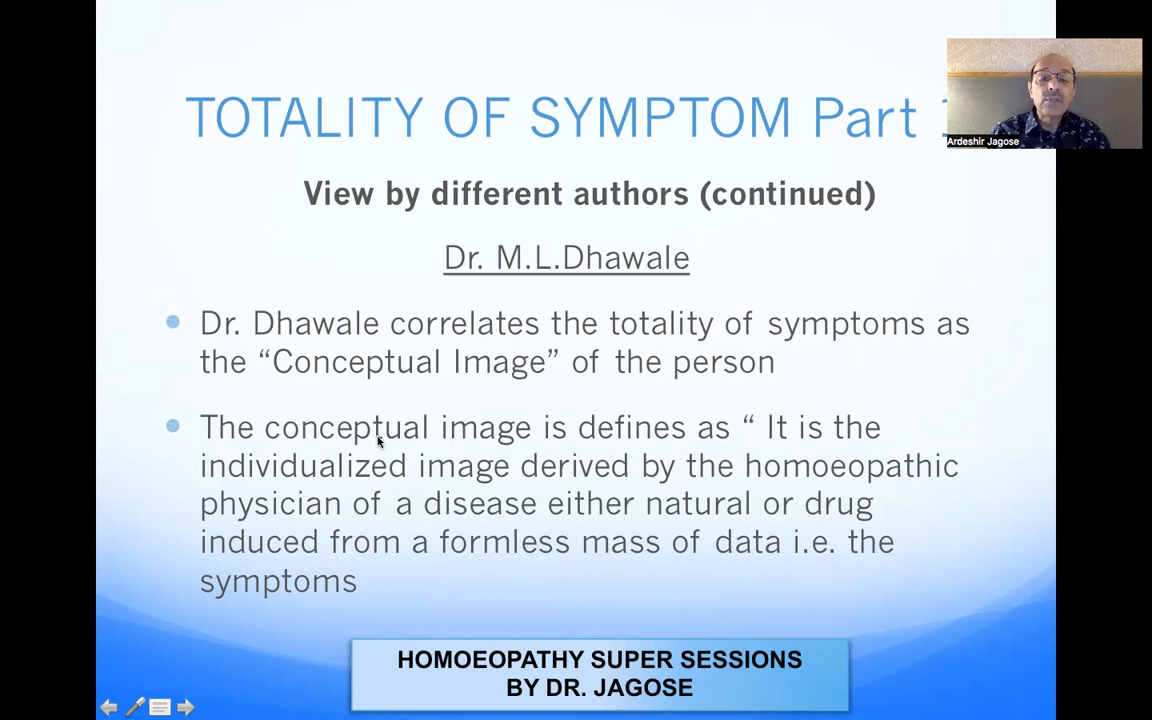 TOTALITY OF SYMPTOM Part 1
Ardeshir Jagose
View by different authors (continued)
Dr. M.L.Dhawale
Dr. Dhawale correlates the totality of symptoms as
the “Conceptual Image” of the person
The conceptual image is defines as “ It is the
individualized image derived by the homoeopathic
physician of a disease either natural or drug
induced from a formless mass of data i.e. the
symptoms
HOMOEOPATHY SUPER SESSIONS
BY DR. JAGOSE